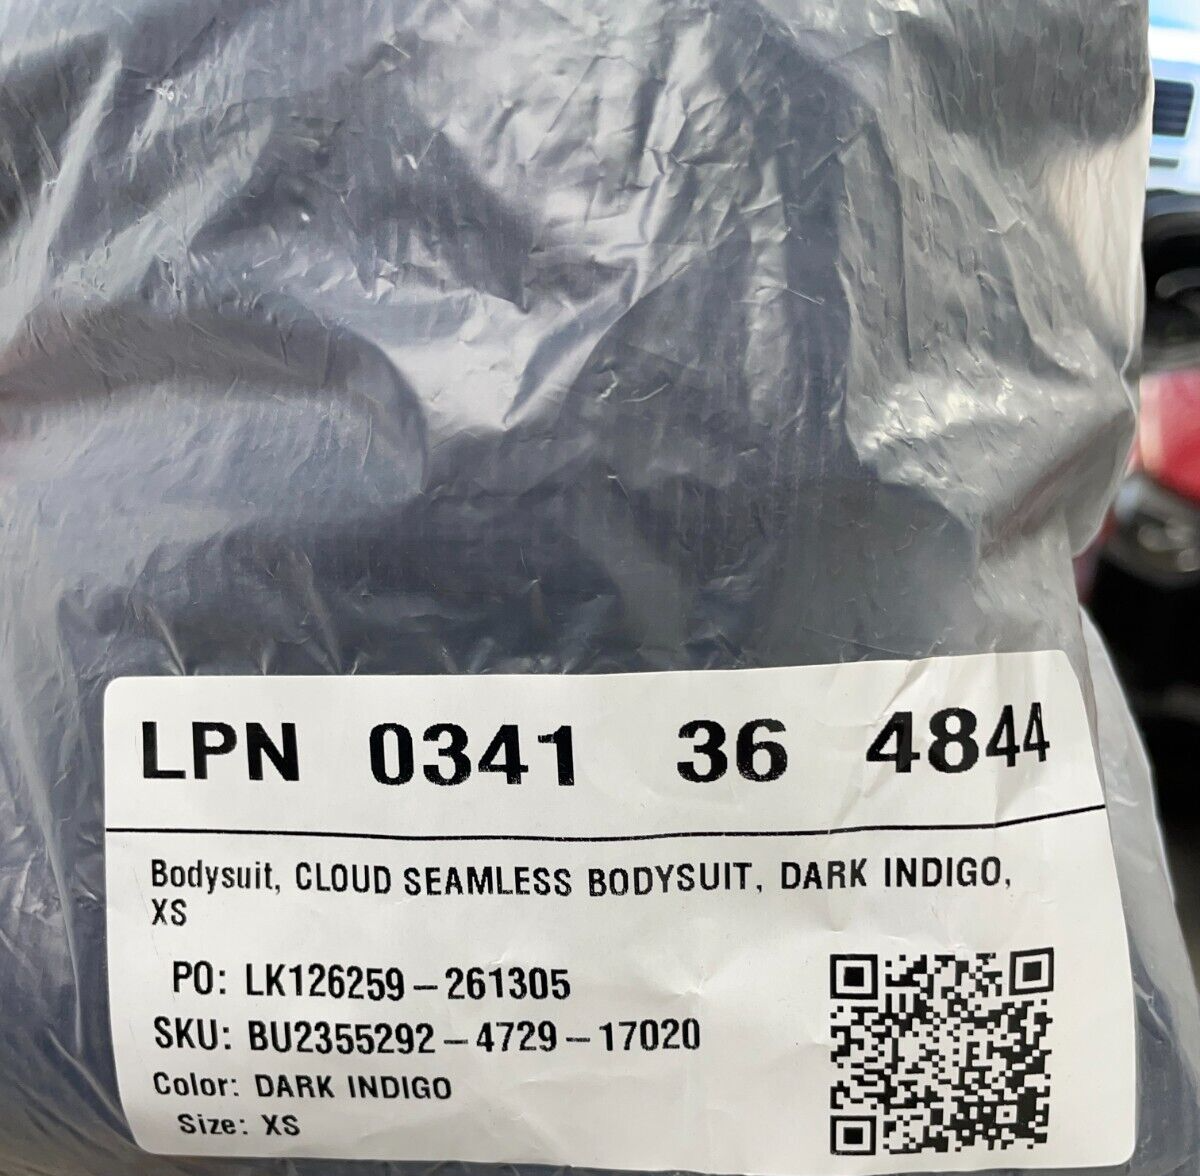 LPN 0341 36 4844
Bodysuit, CLOUD SEAMLESS BODYSUIT, DARK INDIGO,
XS
PO: LK126259-261305
SKU: BU2355292-4729-17020
Color: DARK INDIGO
Size: XS